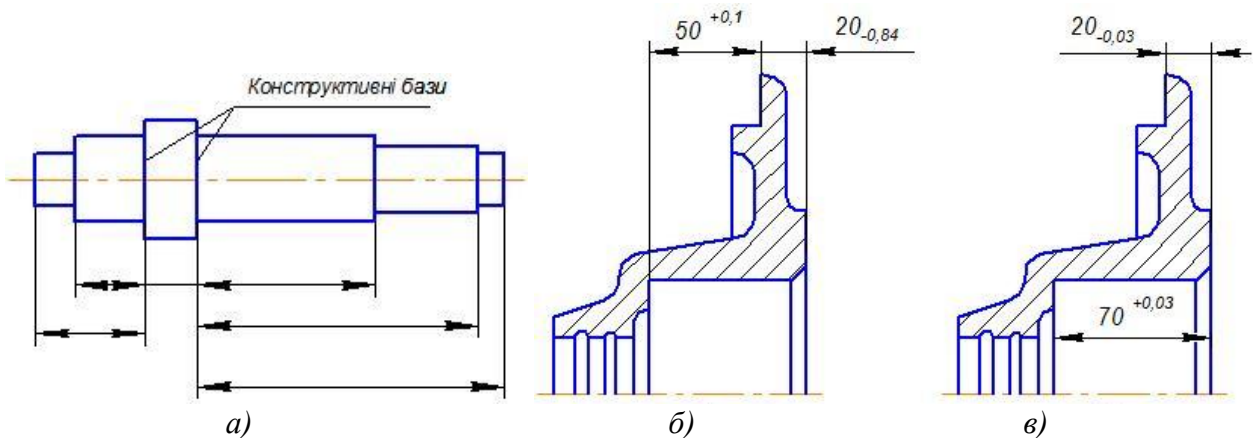 50 +0,1
20 -0,84
20 -0,03
Конструктивні бази
70 +0,03
а)
б)
в)